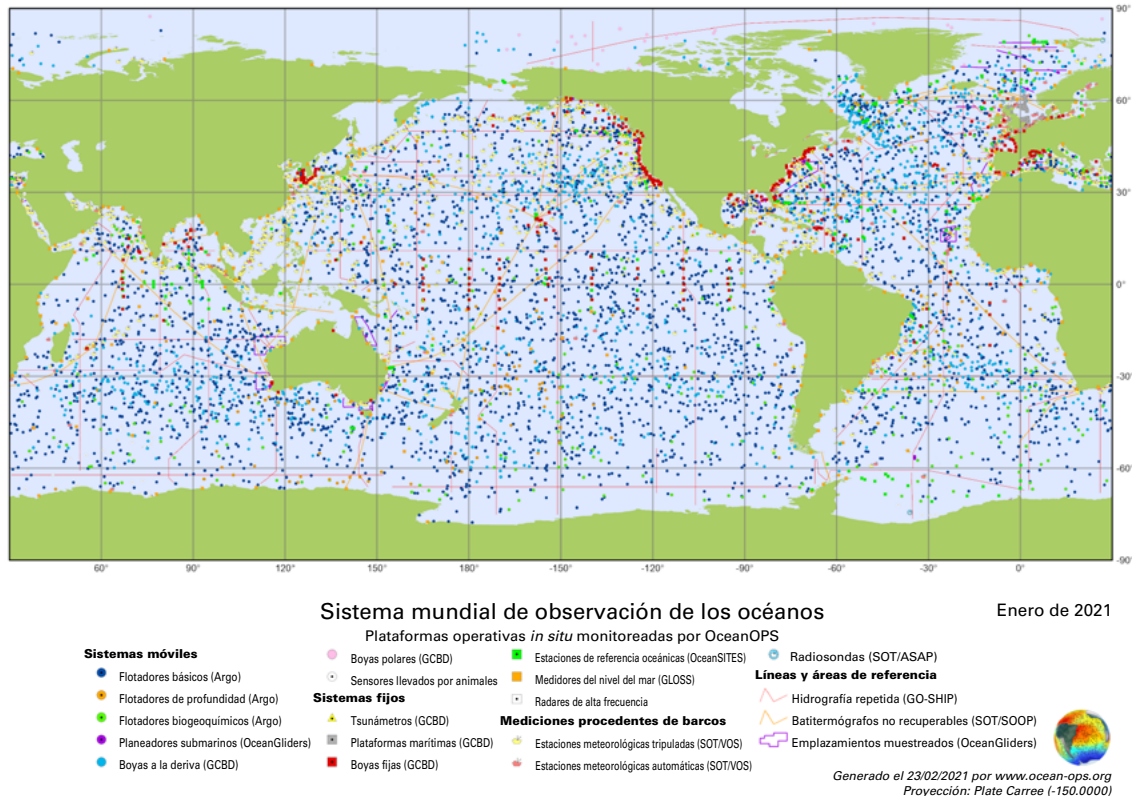 90°
60°
30°
0°
-30°
-60°
-90°
60° 90° 120° 150° 180° -150° -120° -90° -60° -30° 0°
Sistema mundial de observación de los océanos
Enero de 2021
Plataformas operativas in situ monitoreadas por OceanOPS
Sistemas móviles
Flotadores básicos (Argo)
Flotadores de profundidad (Argo)
Flotadores biogeoquímicos (Argo)
Planeadores submarinos (OceanGliders)
Boyas a la deriva (GCBD)
Boyas polares (GCBD)
Sensores llevados por animales
Sistemas fijos
Tsunámetros (GCBD)
Plataformas marítimas (GCBD)
Boyas fijas (GCBD)
Estaciones de referencia oceánicas (OceanSITES)
Medidores del nivel del mar (GLOSS)
Radares de alta frecuencia
Mediciones procedentes de barcos
Estaciones meteorológicas tripuladas (SOT/VOS)
Estaciones meteorológicas automáticas (SOT/VOS)
Radiosondas (SOT/ASAP)
Líneas y áreas de referencia
Hidrografía repetida (GO-SHIP)
Batitermógrafos no recuperables (SOT/SOOP)
Emplazamientos muestreados (OceanGliders)
Generado el 23/02/2021 por www.ocean-ops.org
Proyección: Plate Carree (-150.0000)